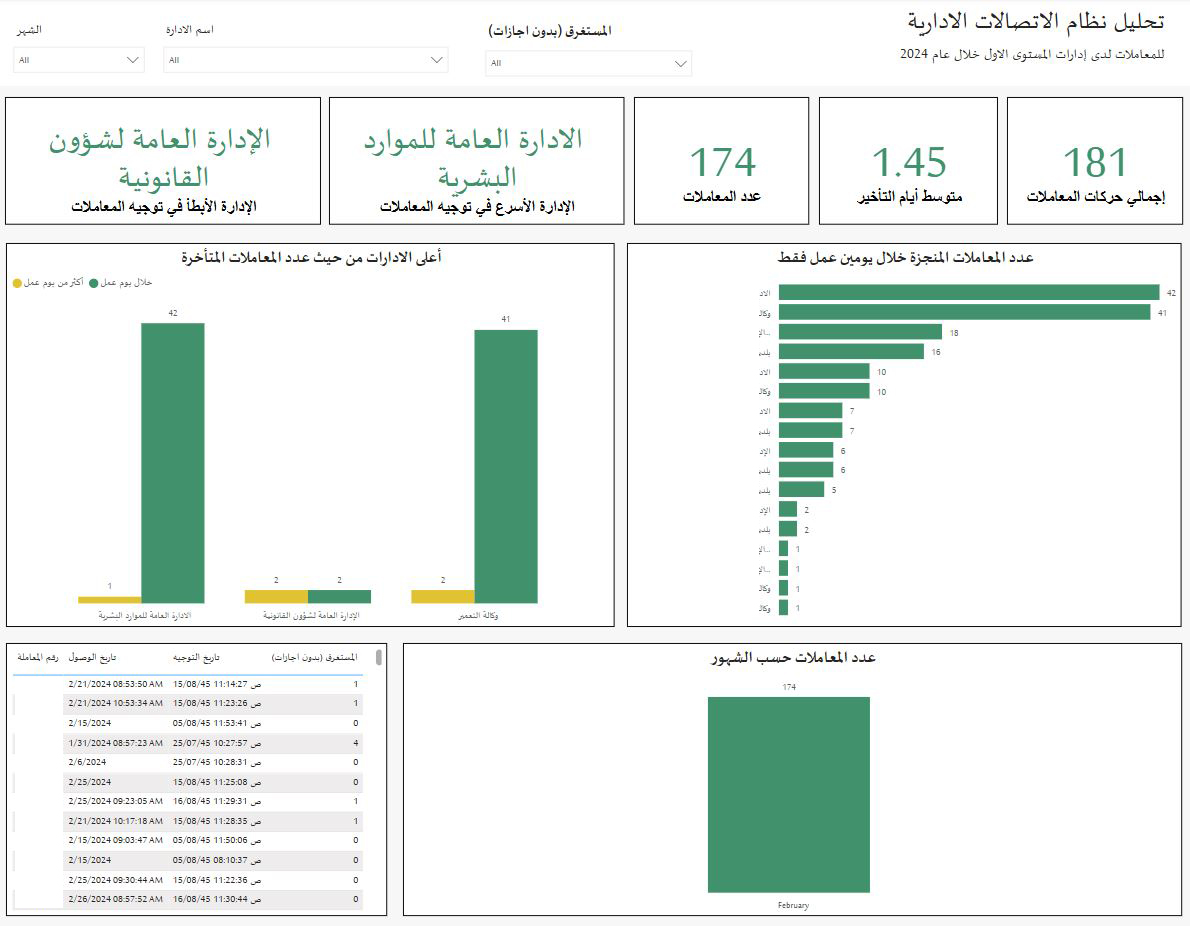 تحليل نظام الاتصالات الادارية
للمعاملات لدى إدارات المستوى الاول خلال عام 2024
المستغرق (بدون اجازات)
All
اسم الادارة
All
الشهر
All
181
إجمالي حركات المعاملات
1.45
متوسط أيام التأخير
174
عدد المعاملات
الادارة العامة للموارد
البشرية
الإدارة الأسرع في توجيه المعاملات
الإدارة العامة لشؤون
القانونية
الإدارة الأبطأ في توجيه المعاملات
عدد المعاملات المنجزة خلال يومين عمل فقط
الاد 42
وكال 41
الإ... 18
بلدي 16
الاد 10
وكال 10
الاد 7
بلدي 7
الإد 6
بلدي 6
بلدي 5
الإد 2
بلدي 2
الإ... 1
الإ... 1
وكال 1
وكال 1
أعلى الادارات من حيث عدد المعاملات المتأخرة
أكثر من يوم عمل خلال يوم عمل
1 42
2 2
2 41
الادارة العامة للموارد البشرية
الإدارة العامة لشؤون القانونية
وكالة التعمير
عدد المعاملات حسب الشهور
174
February
رقم المعاملة تاريخ الوصول تاريخ التوجيه المستغرق (بدون اجازات)
2/21/2024 08:53:50 AM 15/08/45 11:14:27 ص 1
2/21/2024 10:53:34 AM 15/08/45 11:23:26 ص 1
2/15/2024 05/08/45 11:53:41 ص 0
1/31/2024 08:57:23 AM 25/07/45 10:27:57 ص 4
2/6/2024 25/07/45 10:28:31 ص 0
2/25/2024 15/08/45 11:25:08 ص 0
2/25/2024 09:23:05 AM 16/08/45 11:29:31 ص 1
2/21/2024 10:17:18 AM 15/08/45 11:28:35 ص 1
2/15/2024 09:03:47 AM 05/08/45 11:50:06 ص 0
2/15/2024 05/08/45 08:10:37 ص 0
2/25/2024 09:30:44 AM 15/08/45 11:22:36 ص 0
2/26/2024 08:57:52 AM 16/08/45 11:30:44 ص 0